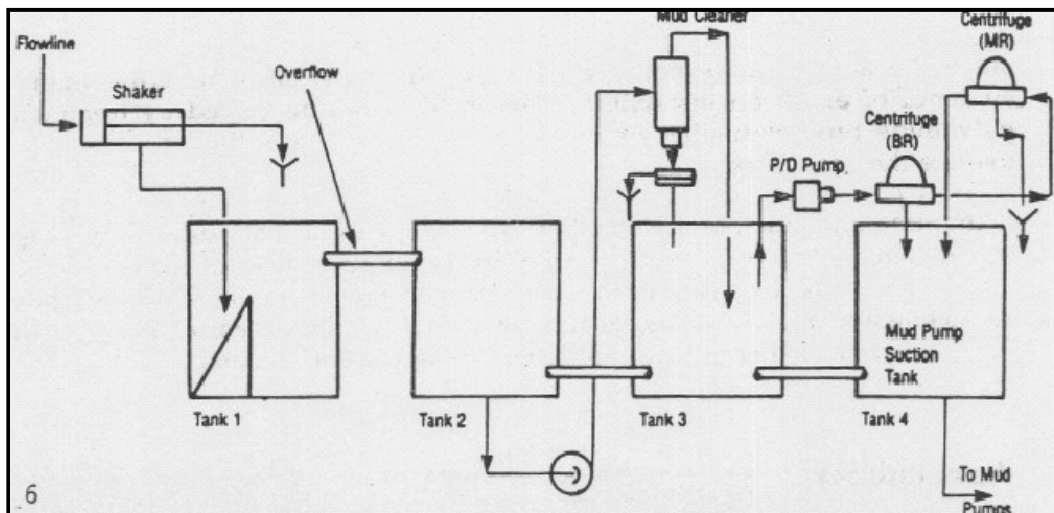 Flowline
Shaker
Overflow
Mud Cleaner
P/D Pump.
Centrifuge
(BR)
Centrifuge
(MR)
Mud Pump
Suction
Tank
Tank 1
Tank 2
Tank 3
Tank 4
To Mud
Pumps
6